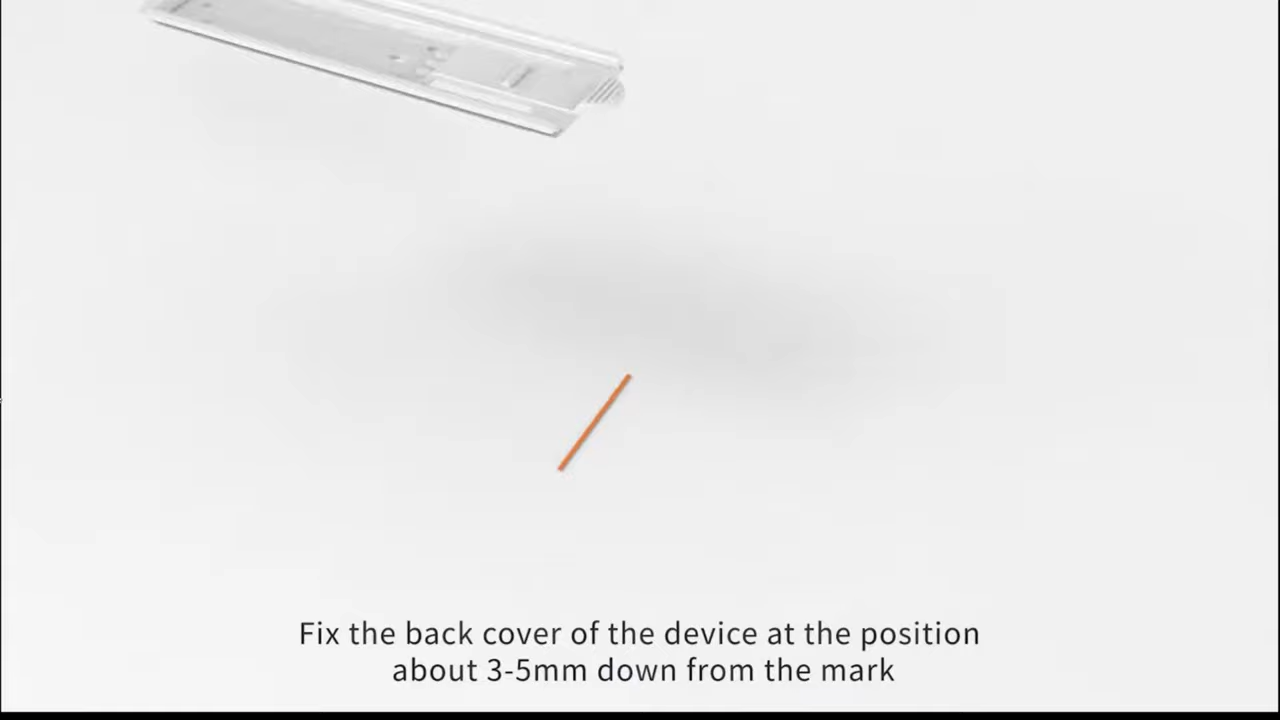 Fix the back cover of the device at the position
about 3-5mm down from the mark